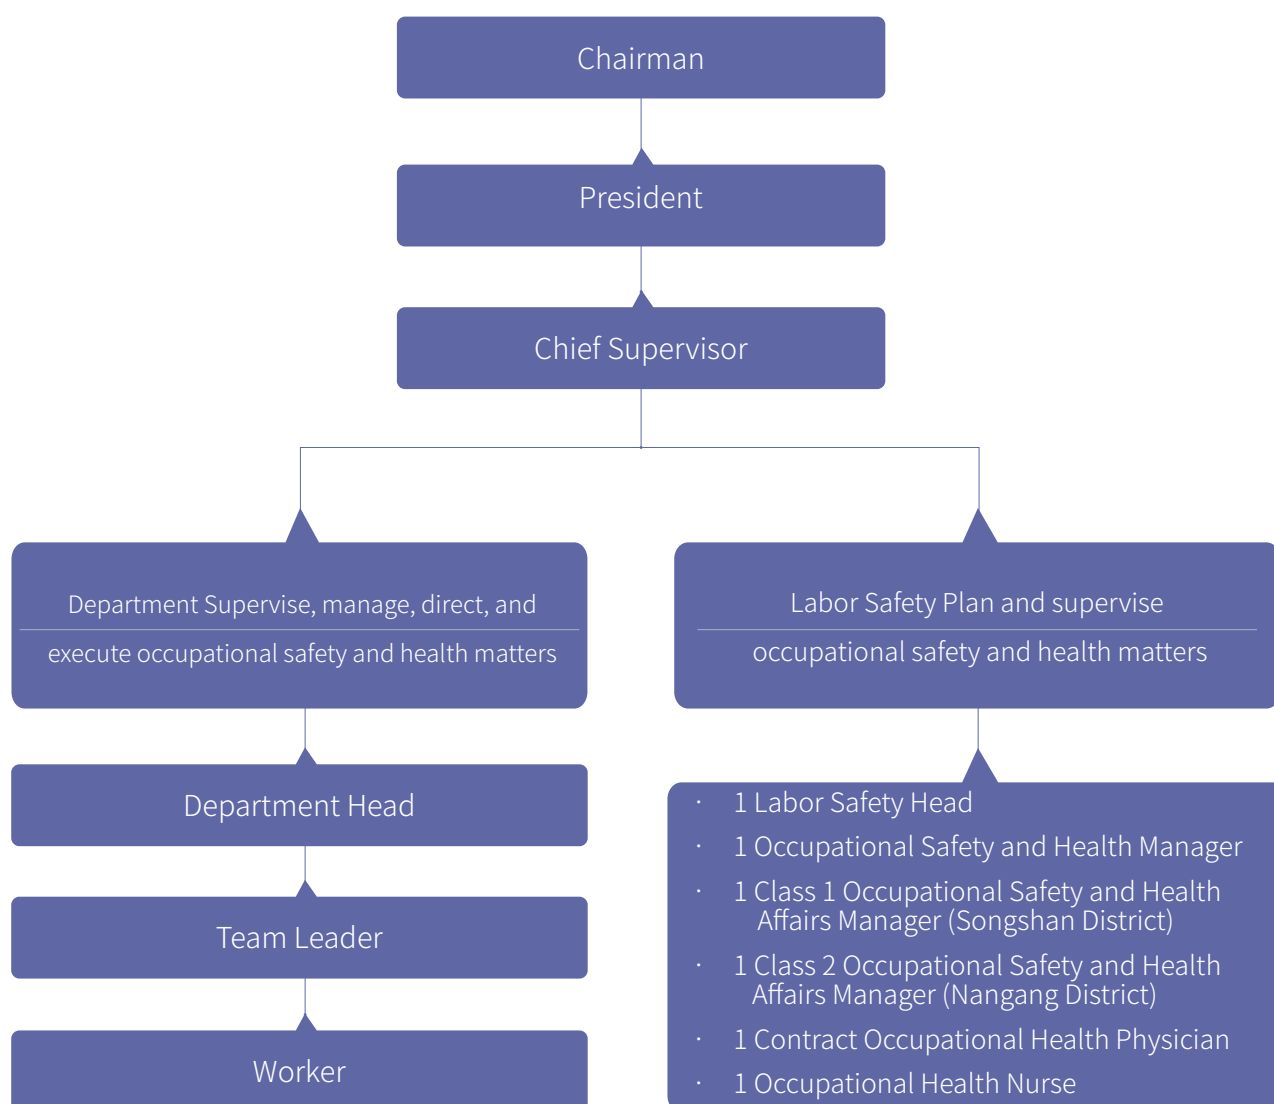 Chairman
President
Chief Supervisor
Department Supervise, manage, direct, and
execute occupational safety and health matters
Department Head
Team Leader
Worker
Labor Safety Plan and supervise
occupational safety and health matters
· 1 Labor Safety Head
· 1 Occupational Safety and Health Manager
· 1 Class 1 Occupational Safety and Health
Affairs Manager (Songshan District)
· 1 Class 2 Occupational Safety and Health
Affairs Manager (Nangang District)
· 1 Contract Occupational Health Physician
· 1 Occupational Health Nurse